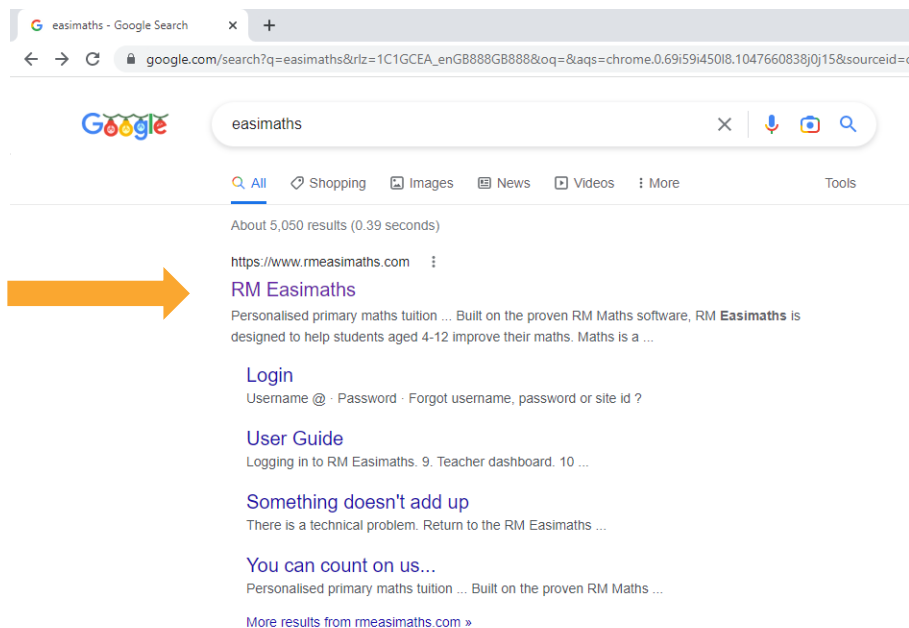 easimaths - Google Search
google.com/search?q=easimaths&rlz=1C1GCEA_enGB888GB888&oq=&aqs=chrome.0.69i59i450l8.1047660838j0j15&sourceid=c
Google
easimaths
All Shopping Images News Videos More Tools
About 5,050 results (0.39 seconds)
https://www.rmeasimaths.com
RM Easimaths
Personalised primary maths tuition ... Built on the proven RM Maths software, RM Easimaths is
designed to help students aged 4-12 improve their maths. Maths is a ...
Login
Username @ · Password · Forgot username, password or site id ?
User Guide
Logging in to RM Easimaths. 9. Teacher dashboard. 10 ...
Something doesn't add up
There is a technical problem. Return to the RM Easimaths ...
You can count on us...
Personalised primary maths tuition ... Built on the proven RM Maths ...
More results from rmeasimaths.com »